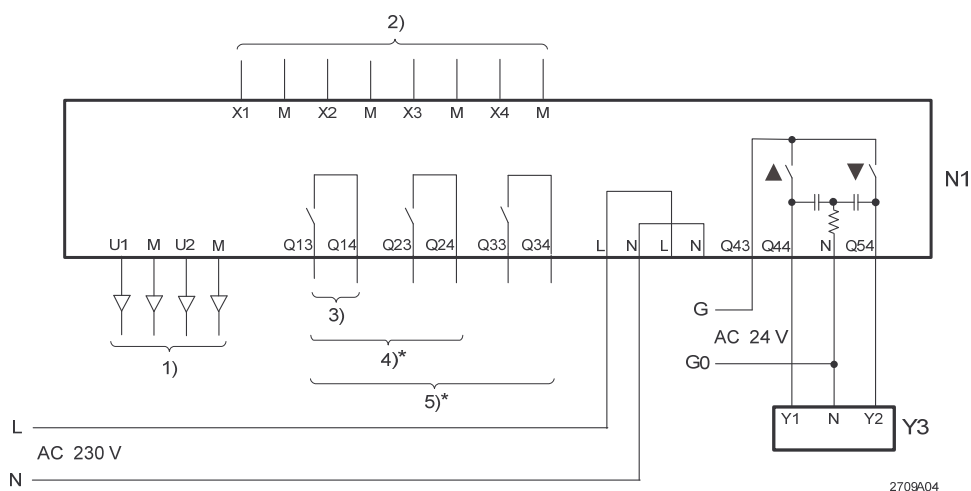 2)
X1 M X2 M X3 M X4 M
N1
U1 M U2 M Q13 Q14 Q23 Q24 Q33 Q34 L N L N Q43 Q44 N Q54
3)
G
AC 24 V
1)
4)*
G0
5)*
Y1 N Y2
Y3
L
AC 230 V
N
2709A04